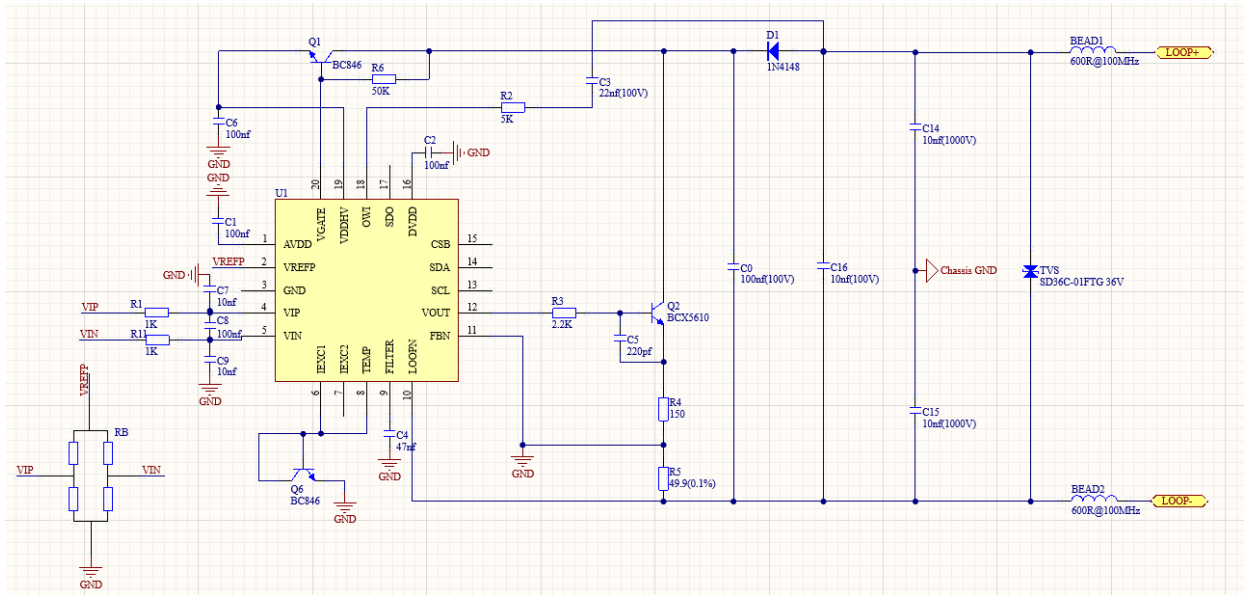 D1
1N4148
BEAD1
600R@100MHz
LOOP+
Q1
BC846
R6
50K
C3
22nf(100V)
R2
5K
C6
100nf
GND
C2
100nf
GND
C14
10nf(1000V)
GND
C1
100nf
U1
20
19
18
17
16
VGATE
VDDHV
OWI
SDO
DVDD
1
AVDD
CSB
15
VREFP
2
VREFP
SDA
14
GND
C7
10nf
3
GND
SCL
13
VIP
R1
1K
4
VIP
VOUT
12
R3
2.2K
Q2
BCX5610
C8
100nf
VIN
R11
1K
5
VIN
FBN
11
C5
220pf
C9
10nf
GND
IEXC1
IEXC2
TEMP
FILTER
LOOPN
6
7
8
9
10
C0
100nf(100V)
C16
10nf(100V)
Chassis GND
TVS
SD36C-01FTG 36V
VREFP
RB
VIP
VIN
GND
Q6
BC846
GND
C4
47nf
GND
GND
R4
150
R5
49.9(0.1%)
C15
10nf(1000V)
BEAD2
600R@100MHz
LOOP-